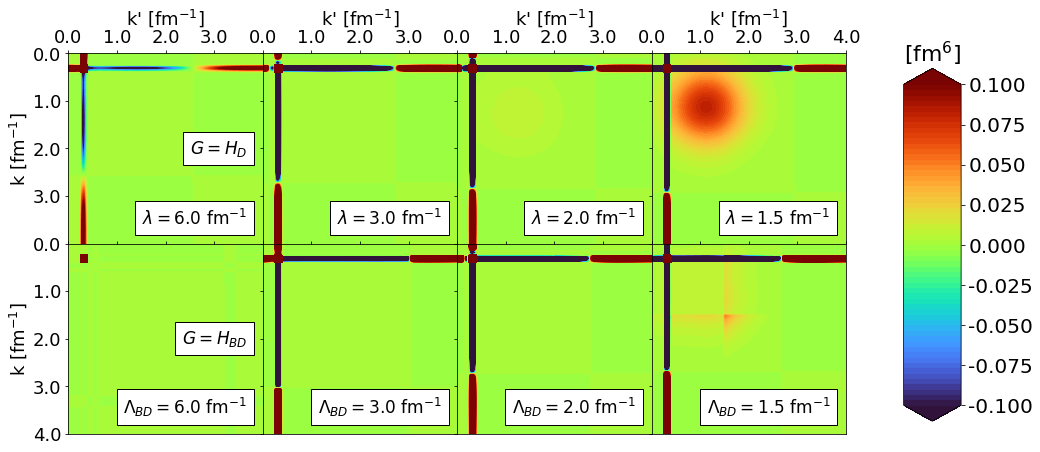 k' [fm⁻¹] k' [fm⁻¹] k' [fm⁻¹] k' [fm⁻¹]
0.0 1.0 2.0 3.0 0.0 1.0 2.0 3.0 0.0 1.0 2.0 3.0 0.0 1.0 2.0 3.0 4.0
[fm⁶]
0.0
1.0
2.0
3.0
k [fm⁻¹]
G = H_D
λ = 6.0 fm⁻¹
λ = 3.0 fm⁻¹
λ = 2.0 fm⁻¹
λ = 1.5 fm⁻¹
0.0
1.0
2.0
3.0
4.0
k [fm⁻¹]
G = H_BD
Λ_BD = 6.0 fm⁻¹
Λ_BD = 3.0 fm⁻¹
Λ_BD = 2.0 fm⁻¹
Λ_BD = 1.5 fm⁻¹
0.100
0.075
0.050
0.025
0.000
-0.025
-0.050
-0.075
-0.100